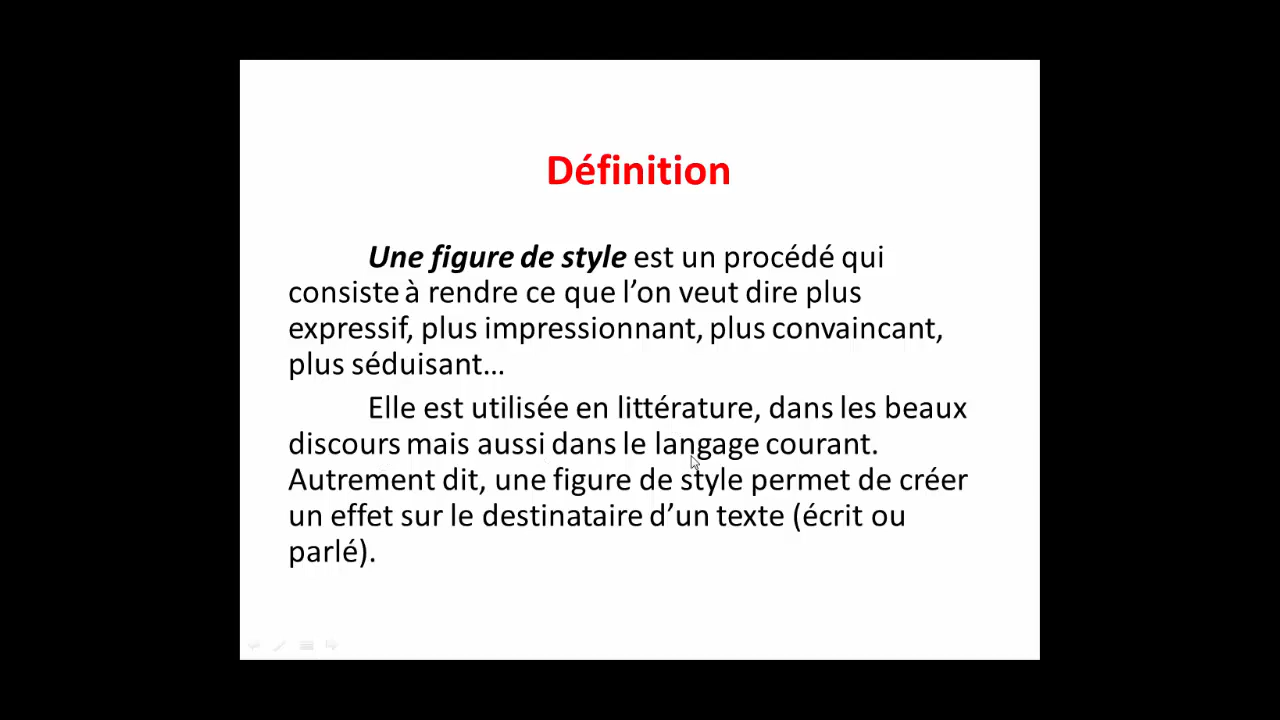 Définition
Une figure de style est un procédé qui
consiste à rendre ce que l’on veut dire plus
expressif, plus impressionnant, plus convaincant,
plus séduisant…
Elle est utilisée en littérature, dans les beaux
discours mais aussi dans le langage courant.
Autrement dit, une figure de style permet de créer
un effet sur le destinataire d’un texte (écrit ou
parlé).